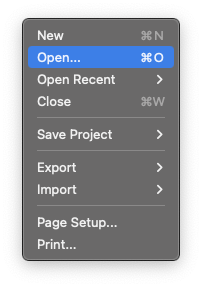 New ⌘N
Open... ⌘O
Open Recent >
Close ⌘W
Save Project >
Export >
Import >
Page Setup...
Print...